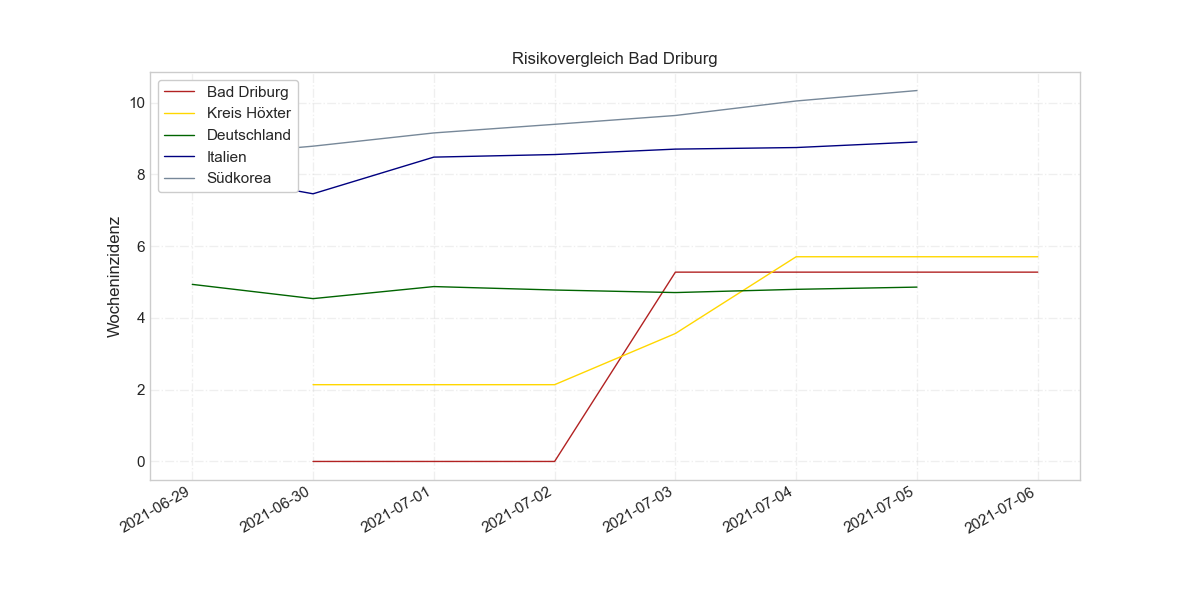 Risikovergleich Bad Driburg
Bad Driburg
Kreis Höxter
Deutschland
Italien
Südkorea
Wocheninzidenz
10
8
6
4
2
0
2021-06-29
2021-06-30
2021-07-01
2021-07-02
2021-07-03
2021-07-04
2021-07-05
2021-07-06